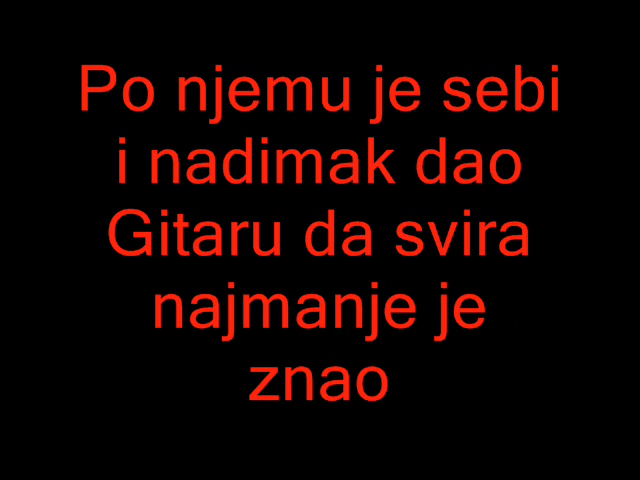 Po njemu je sebi
i nadimak dao
Gitaru da svira
najmanje je
znao